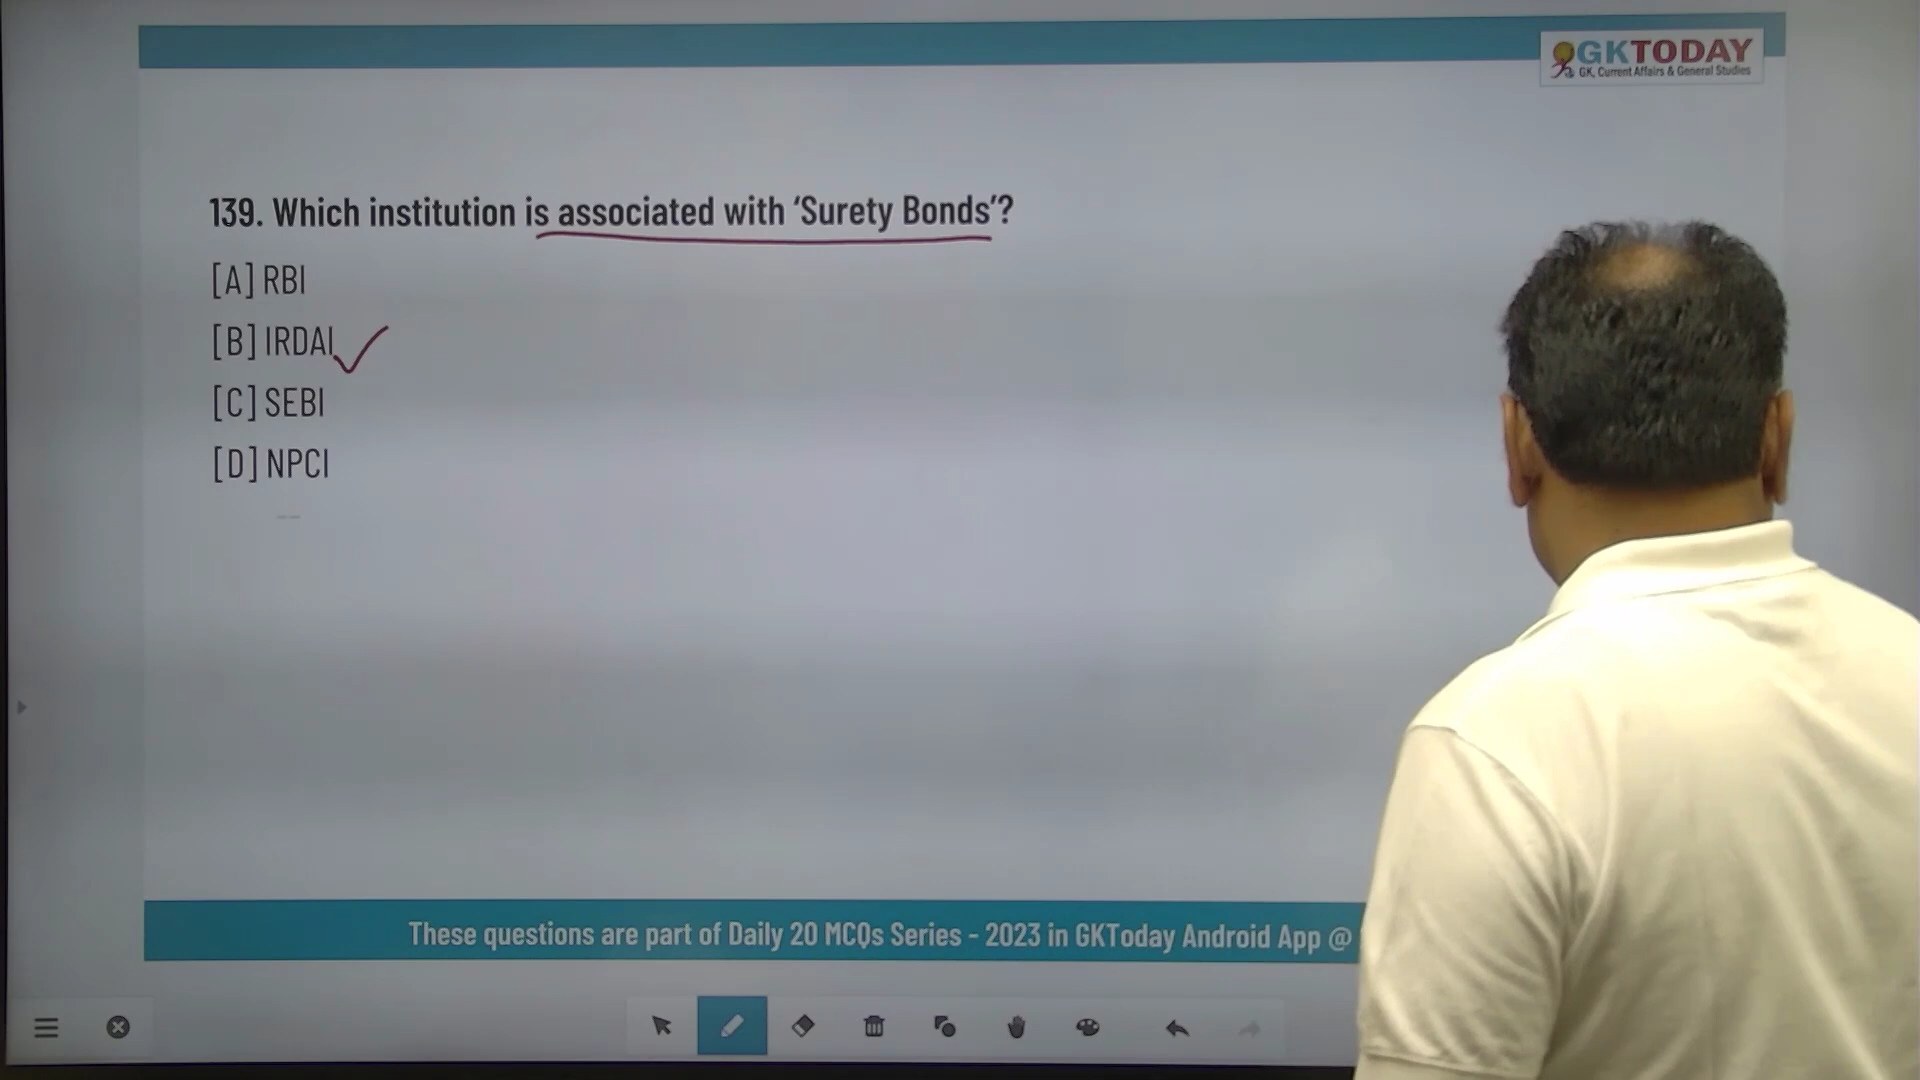 GKTODAY
GK, Current Affairs & General Studies
139. Which institution is associated with ‘Surety Bonds’?
[A] RBI
[B] IRDAI
[C] SEBI
[D] NPCI
These questions are part of Daily 20 MCQs Series - 2023 in GKToday Android App @